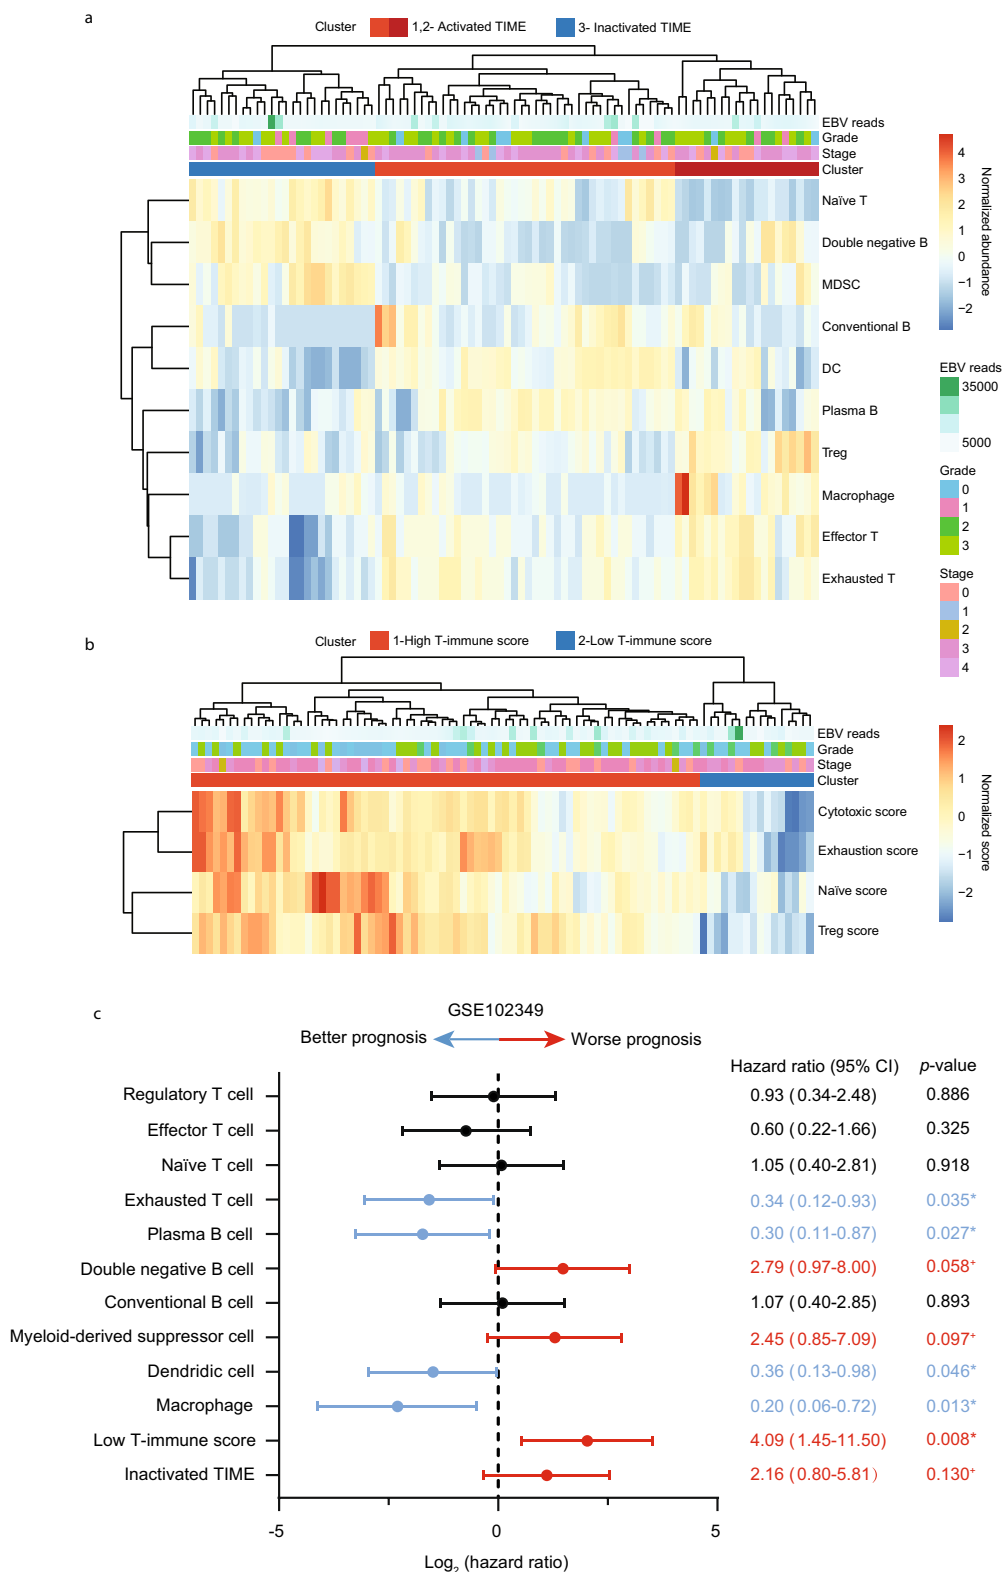 a
Cluster 1,2- Activated TIME 3- Inactivated TIME
EBV reads
Grade
Stage
Cluster
Naïve T
Double negative B
MDSC
Conventional B
DC
Plasma B
Treg
Macrophage
Effector T
Exhausted T
4
3
2
1
0
−1
−2
Normalized abundance
EBV reads
35000
5000
Grade
0
1
2
3
Stage
0
1
2
3
4
b
Cluster 1-High T-immune score 2-Low T-immune score
EBV reads
Grade
Stage
Cluster
Cytotoxic score
Exhaustion score
Naïve score
Treg score
2
1
0
−1
−2
Normalized score
c
GSE102349
Better prognosis Worse prognosis
Hazard ratio (95% CI) p-value
Regulatory T cell 0.93 (0.34-2.48) 0.886
Effector T cell 0.60 (0.22-1.66) 0.325
Naïve T cell 1.05 (0.40-2.81) 0.918
Exhausted T cell 0.34 (0.12-0.93) 0.035*
Plasma B cell 0.30 (0.11-0.87) 0.027*
Double negative B cell 2.79 (0.97-8.00) 0.058+
Conventional B cell 1.07 (0.40-2.85) 0.893
Myeloid-derived suppressor cell 2.45 (0.85-7.09) 0.097+
Dendridic cell 0.36 (0.13-0.98) 0.046*
Macrophage 0.20 (0.06-0.72) 0.013*
Low T-immune score 4.09 (1.45-11.50) 0.008*
Inactivated TIME 2.16 (0.80-5.81) 0.130+
-5 0 5
Log2 (hazard ratio)